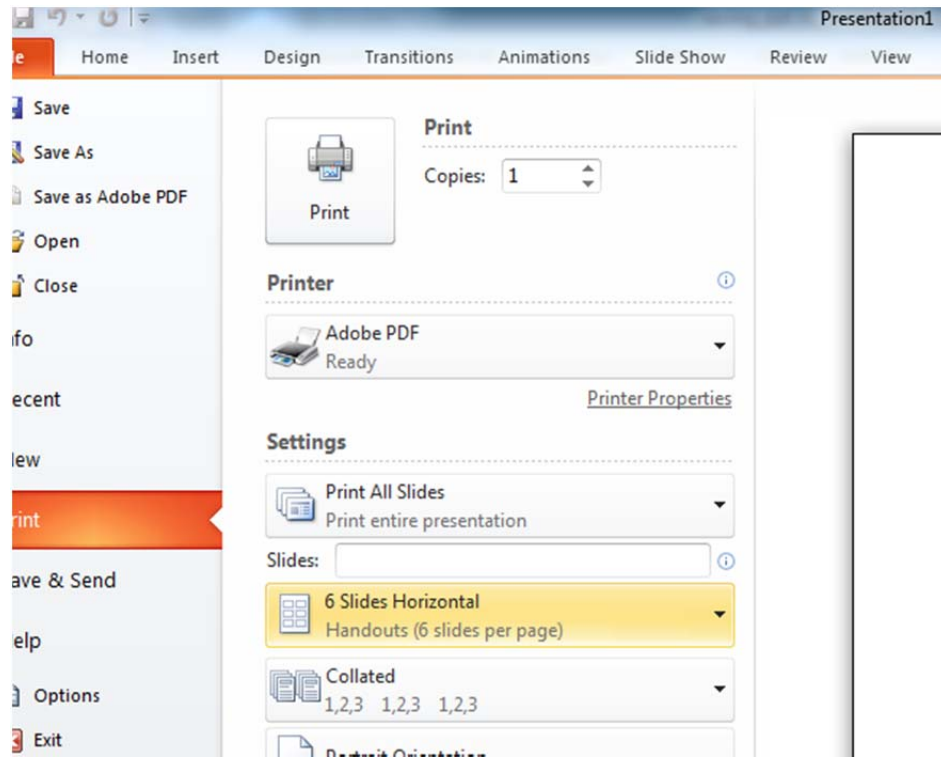 Presentation1
le Home Insert Design Transitions Animations Slide Show Review View
Save
Save As
Save as Adobe PDF
Open
Close
nfo
ecent
lew
rint
ave & Send
elp
Options
Exit
Print
Print
Copies: 1
Printer
Adobe PDF
Ready
Printer Properties
Settings
Print All Slides
Print entire presentation
Slides:
6 Slides Horizontal
Handouts (6 slides per page)
Collated
1,2,3 1,2,3 1,2,3
Portrait Orientation